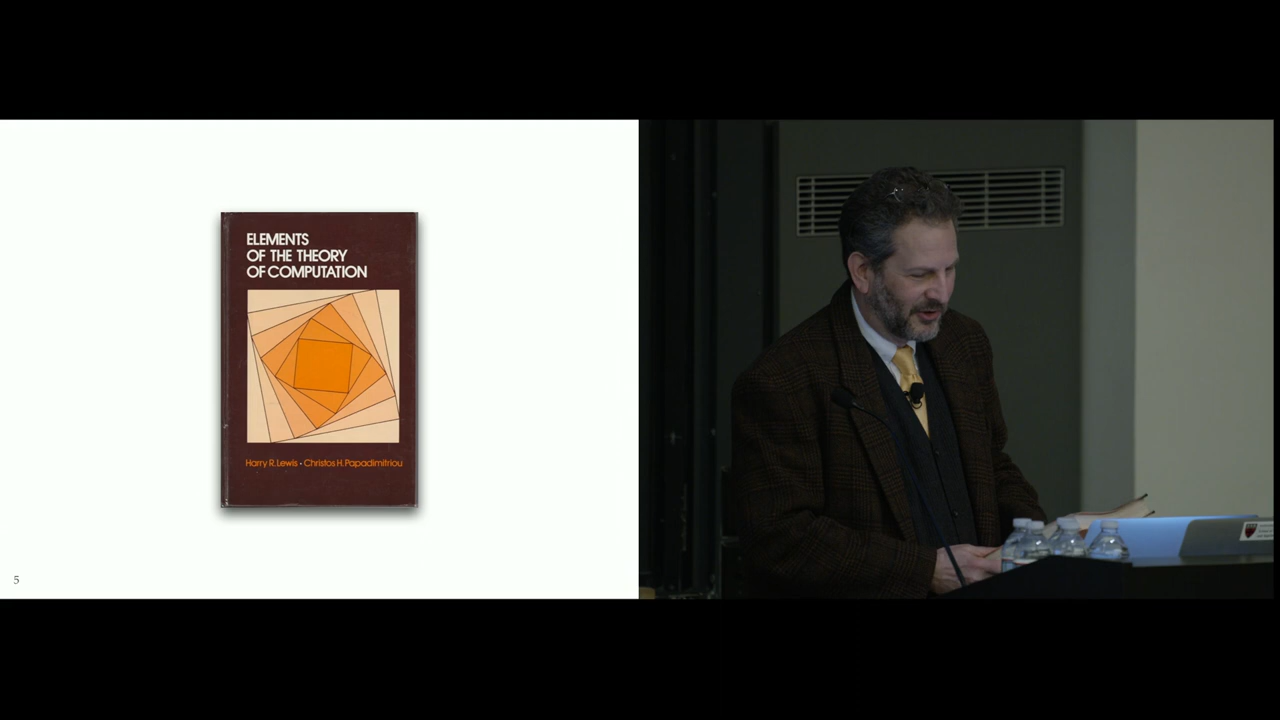 ELEMENTS
OF THE THEORY
OF COMPUTATION
Harry R. Lewis • Christos H. Papadimitriou
5